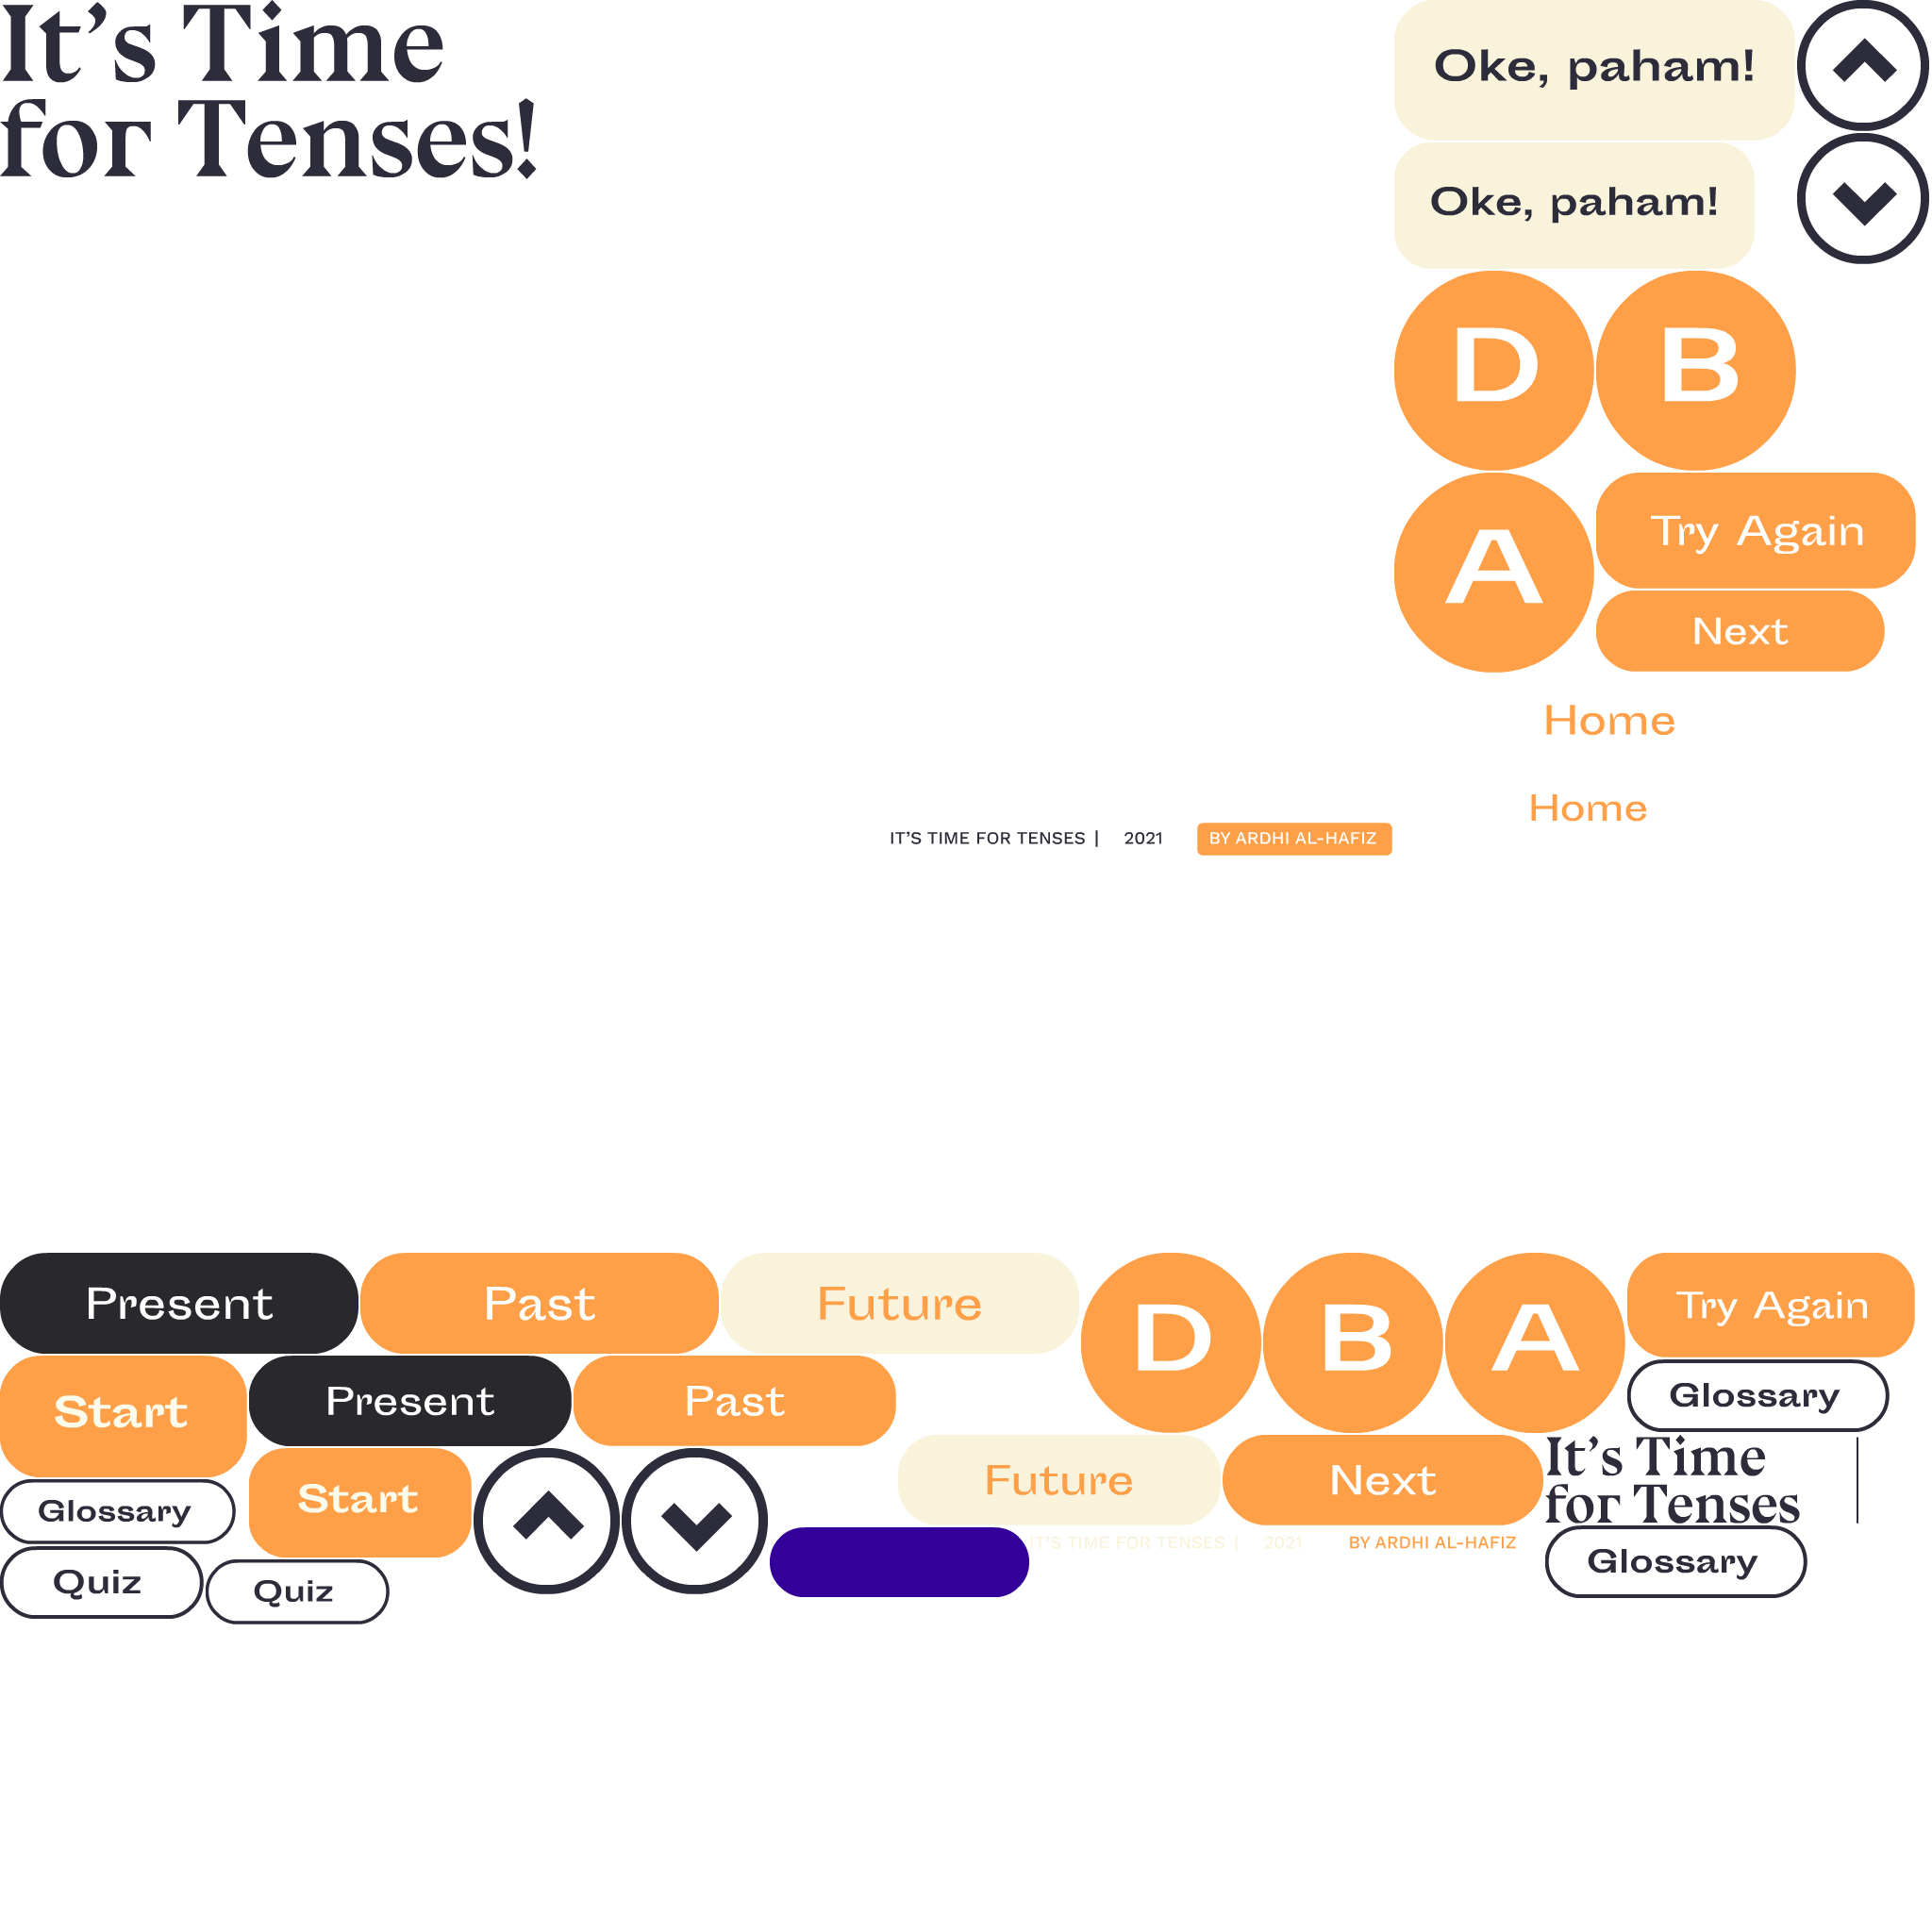 It’s Time
for Tenses!
Oke, paham!
Oke, paham!
D
B
A
Try Again
Next
Home
Home
IT’S TIME FOR TENSES | 2021 BY ARDHI AL-HAFIZ
Present
Past
Future
D
B
A
Try Again
Start
Present
Past
Glossary
Future
Next
It’s Time
for Tenses
Start
Glossary
IT’S TIME FOR TENSES | 2021 BY ARDHI AL-HAFIZ
Glossary
Quiz
Quiz